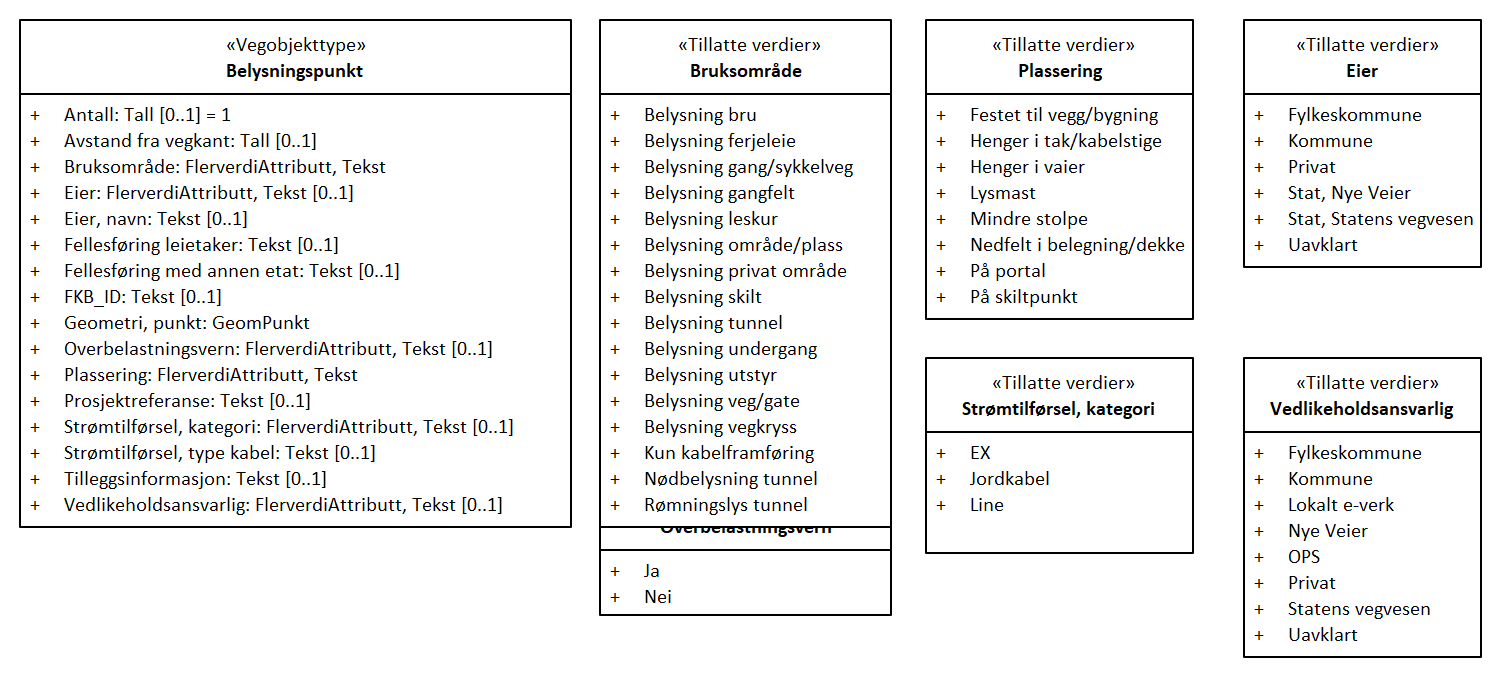 «Vegobjekttype»
Belysningspunkt
+ Antall: Tall [0..1] = 1
+ Avstand fra vegkant: Tall [0..1]
+ Bruksområde: FlerverdiAttributt, Tekst
+ Eier: FlerverdiAttributt, Tekst [0..1]
+ Eier, navn: Tekst [0..1]
+ Fellesføring leietaker: Tekst [0..1]
+ Fellesføring med annen etat: Tekst [0..1]
+ FKB_ID: Tekst [0..1]
+ Geometri, punkt: GeomPunkt
+ Overbelastningsvern: FlerverdiAttributt, Tekst [0..1]
+ Plassering: FlerverdiAttributt, Tekst
+ Prosjektreferanse: Tekst [0..1]
+ Strømtilførsel, kategori: FlerverdiAttributt, Tekst [0..1]
+ Strømtilførsel, type kabel: Tekst [0..1]
+ Tilleggsinformasjon: Tekst [0..1]
+ Vedlikeholdsansvarlig: FlerverdiAttributt, Tekst [0..1]
«Tillatte verdier»
Bruksområde
+ Belysning bru
+ Belysning ferjeleie
+ Belysning gang/sykkelveg
+ Belysning gangfelt
+ Belysning leskur
+ Belysning område/plass
+ Belysning privat område
+ Belysning skilt
+ Belysning tunnel
+ Belysning undergang
+ Belysning utstyr
+ Belysning veg/gate
+ Belysning vegkryss
+ Kun kabelframføring
+ Nødbelysning tunnel
+ Rømningslys tunnel
Overbelastningsvern
+ Ja
+ Nei
«Tillatte verdier»
Plassering
+ Festet til vegg/bygning
+ Henger i tak/kabelstige
+ Henger i vaier
+ Lysmast
+ Mindre stolpe
+ Nedfelt i belegning/dekke
+ På portal
+ På skiltpunkt
«Tillatte verdier»
Strømtilførsel, kategori
+ EX
+ Jordkabel
+ Line
«Tillatte verdier»
Eier
+ Fylkeskommune
+ Kommune
+ Privat
+ Stat, Nye Veier
+ Stat, Statens vegvesen
+ Uavklart
«Tillatte verdier»
Vedlikeholdsansvarlig
+ Fylkeskommune
+ Kommune
+ Lokalt e-verk
+ Nye Veier
+ OPS
+ Privat
+ Statens vegvesen
+ Uavklart